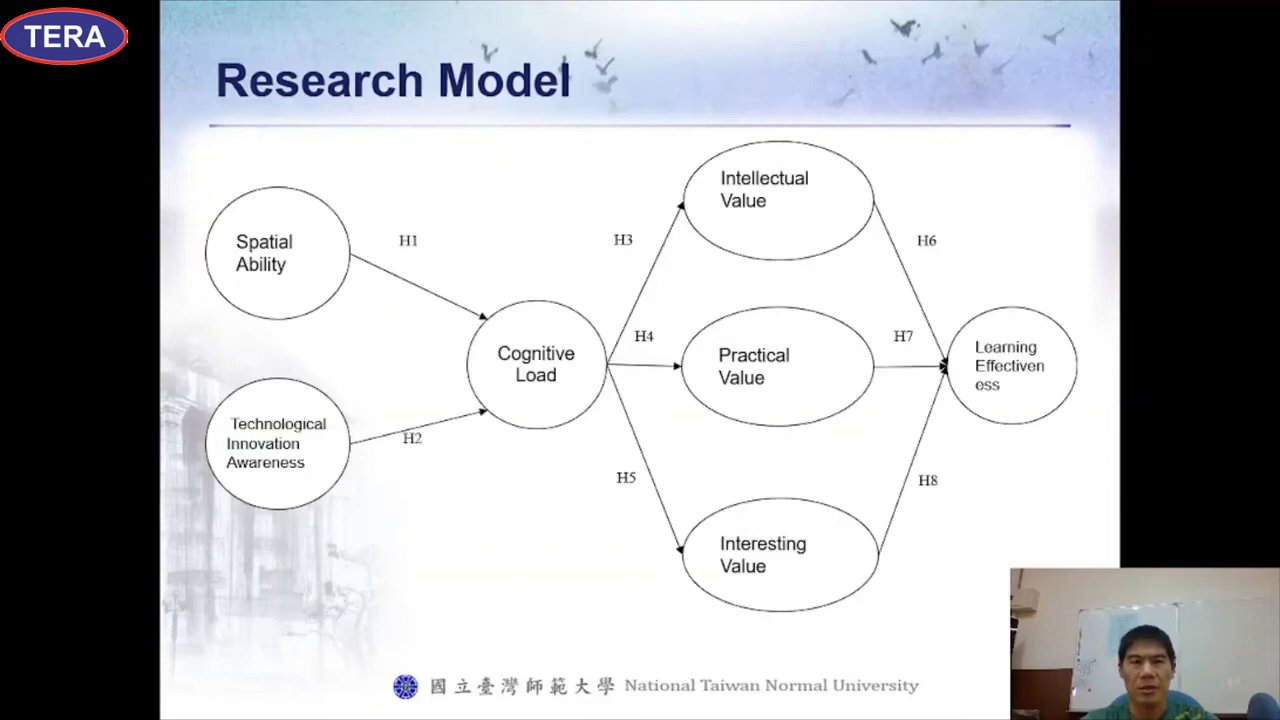 TERA
Research Model
Spatial
Ability
H1
Technological
Innovation
Awareness
H2
Cognitive
Load
H3
H4
H5
Intellectual
Value
Practical
Value
Interesting
Value
H6
H7
H8
Learning
Effectiven
ess
國立臺灣師範大學 National Taiwan Normal University